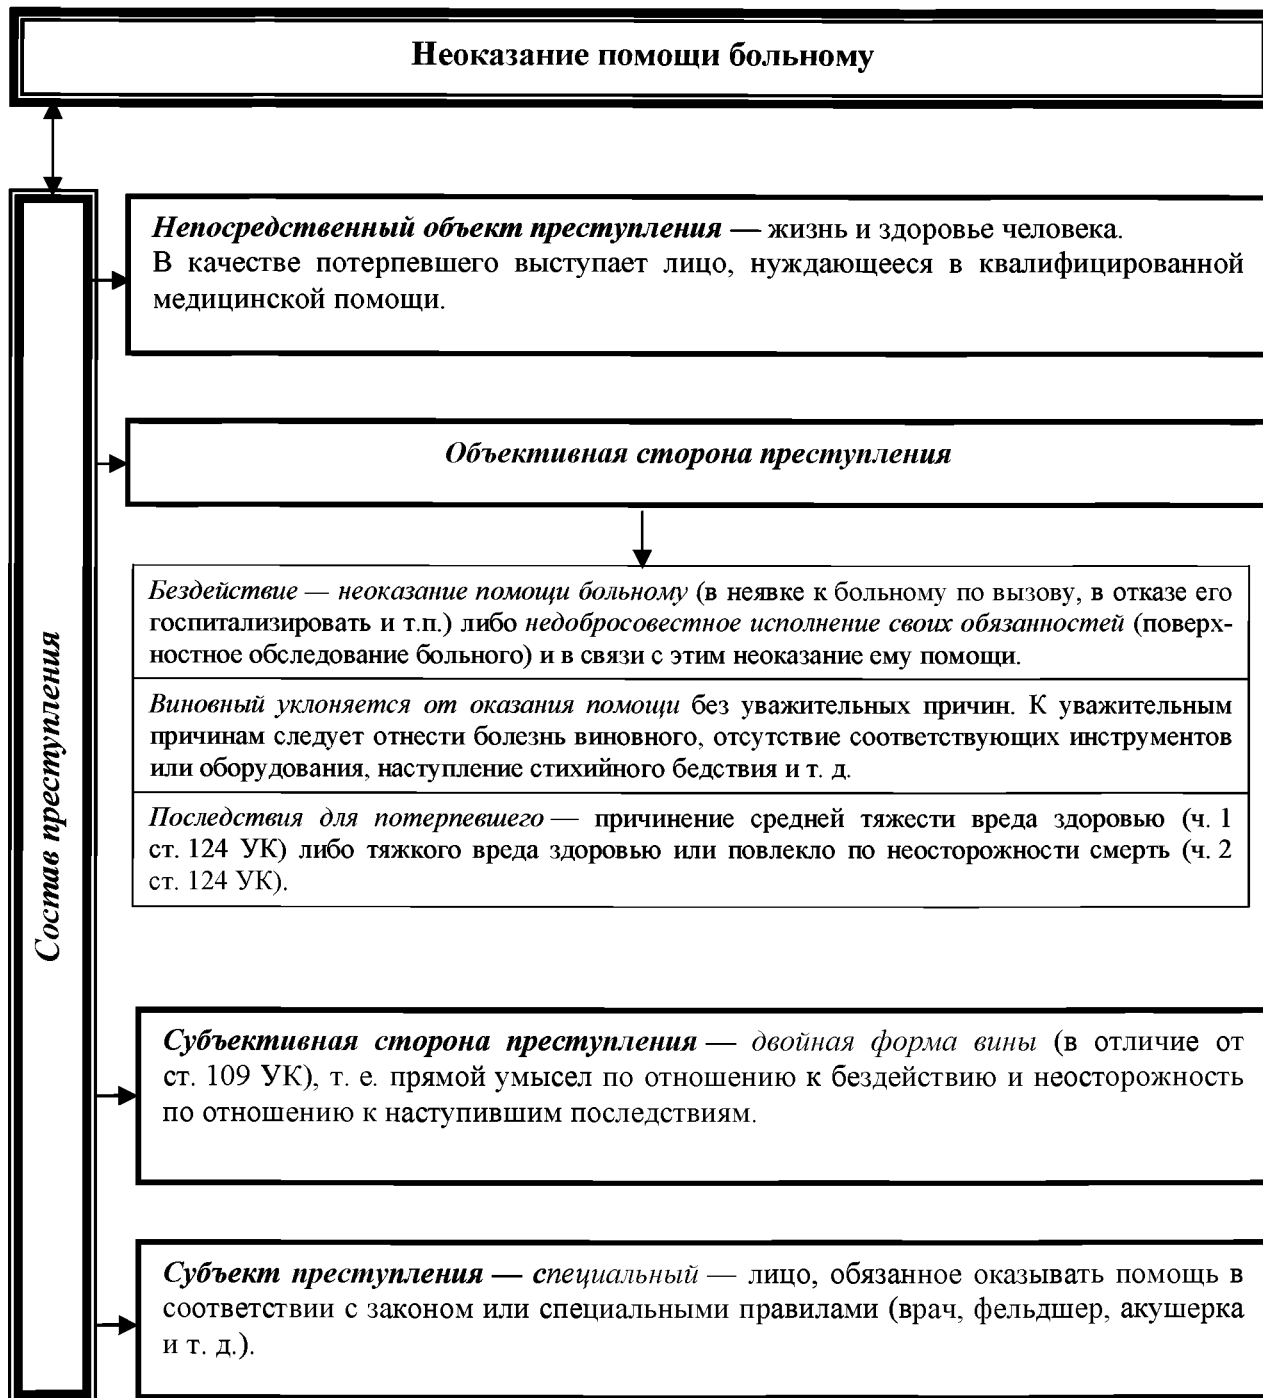 Неоказание помощи больному
Состав преступления
Непосредственный объект преступления — жизнь и здоровье человека.
В качестве потерпевшего выступает лицо, нуждающееся в квалифицированной
медицинской помощи.
Объективная сторона преступления
Бездействие — неоказание помощи больному (в неявке к больному по вызову, в отказе его
госпитализировать и т.п.) либо недобросовестное исполнение своих обязанностей (поверх-
ностное обследование больного) и в связи с этим неоказание ему помощи.
Виновный уклоняется от оказания помощи без уважительных причин. К уважительным
причинам следует отнести болезнь виновного, отсутствие соответствующих инструментов
или оборудования, наступление стихийного бедствия и т. д.
Последствия для потерпевшего — причинение средней тяжести вреда здоровью (ч. 1
ст. 124 УК) либо тяжкого вреда здоровью или повлекло по неосторожности смерть (ч. 2
ст. 124 УК).
Субъективная сторона преступления — двойная форма вины (в отличие от
ст. 109 УК), т. е. прямой умысел по отношению к бездействию и неосторожность
по отношению к наступившим последствиям.
Субъект преступления — специальный — лицо, обязанное оказывать помощь в
соответствии с законом или специальными правилами (врач, фельдшер, акушерка
и т. д.).